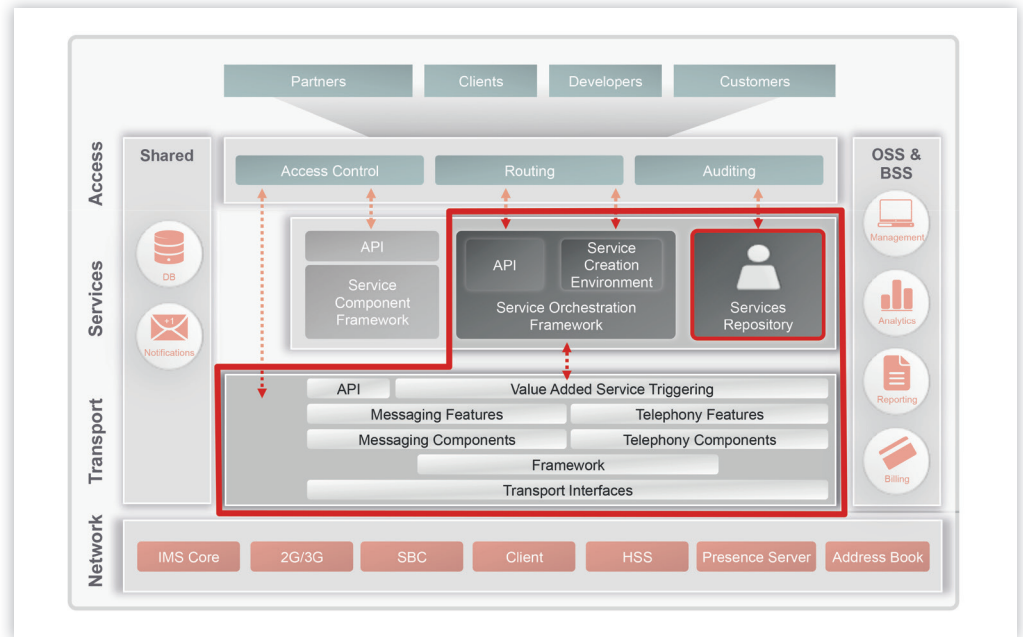 Partners
Clients
Developers
Customers
Access
Shared
Access Control
Routing
Auditing
OSS &
BSS
Services
DB
+1
Notifications
API
Service
Component
Framework
API
Service
Creation
Environment
Service Orchestration
Framework
Services
Repository
Management
Analytics
Reporting
Billing
Transport
API
Value Added Service Triggering
Messaging Features
Telephony Features
Messaging Components
Telephony Components
Framework
Transport Interfaces
Network
IMS Core
2G/3G
SBC
Client
HSS
Presence Server
Address Book